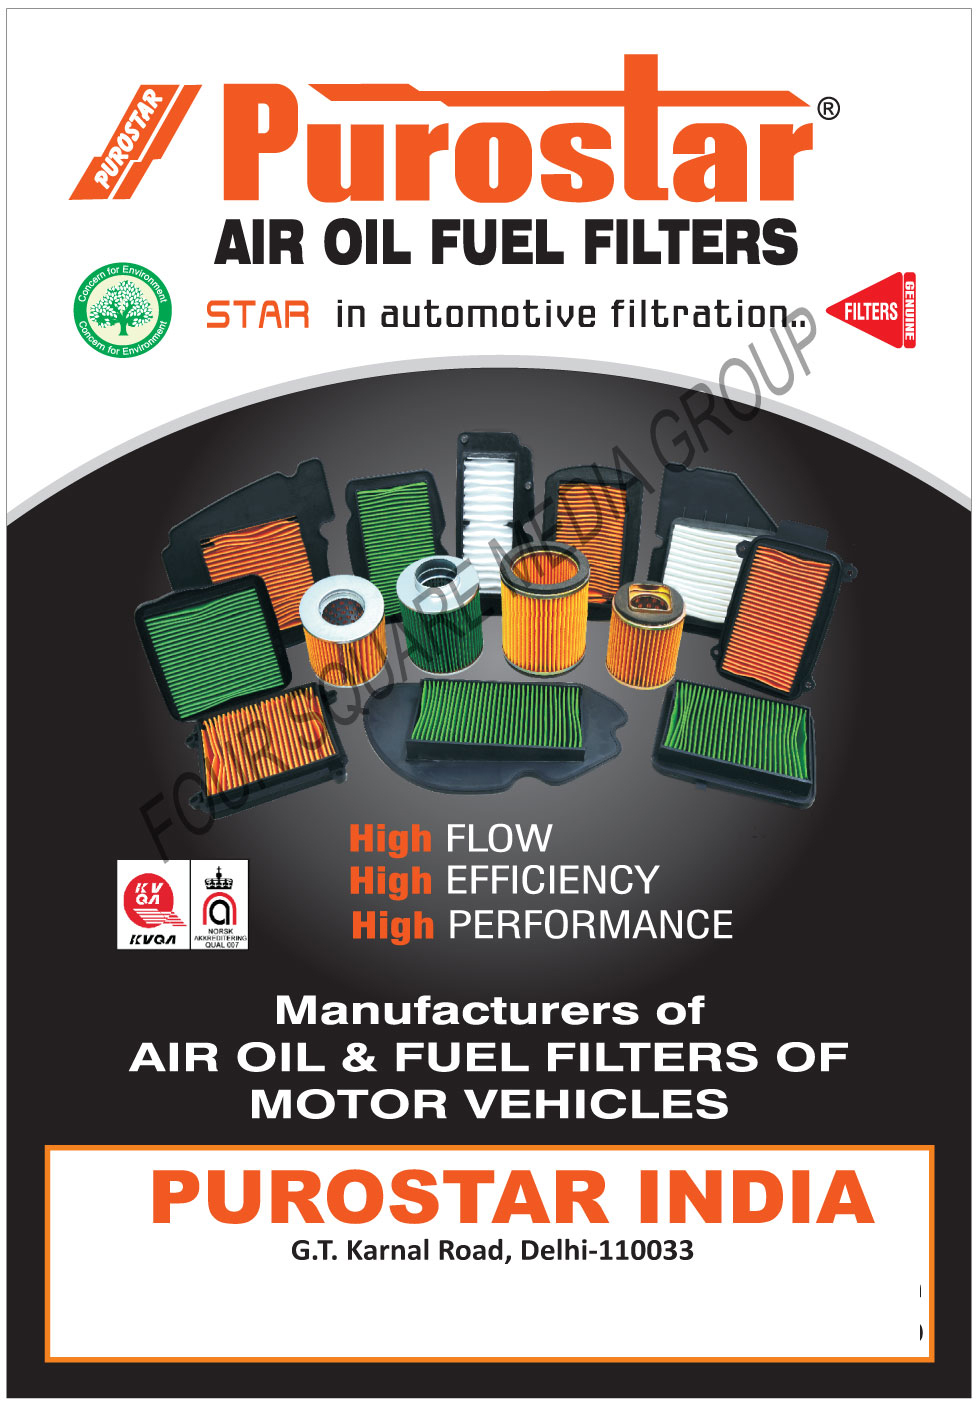 PUROSTAR
Purostar®
AIR OIL FUEL FILTERS
Concern for Environment
Concern for Environment
STAR in automotive filtration..
FILTERS
GENUINE
FOUR SQUARE MEDIA GROUP
High FLOW
High EFFICIENCY
High PERFORMANCE
KV
QA
KVQA
NORSK
AKKREDITERING
QUAL 007
Manufacturers of
AIR OIL & FUEL FILTERS OF
MOTOR VEHICLES
PUROSTAR INDIA
G.T. Karnal Road, Delhi-110033